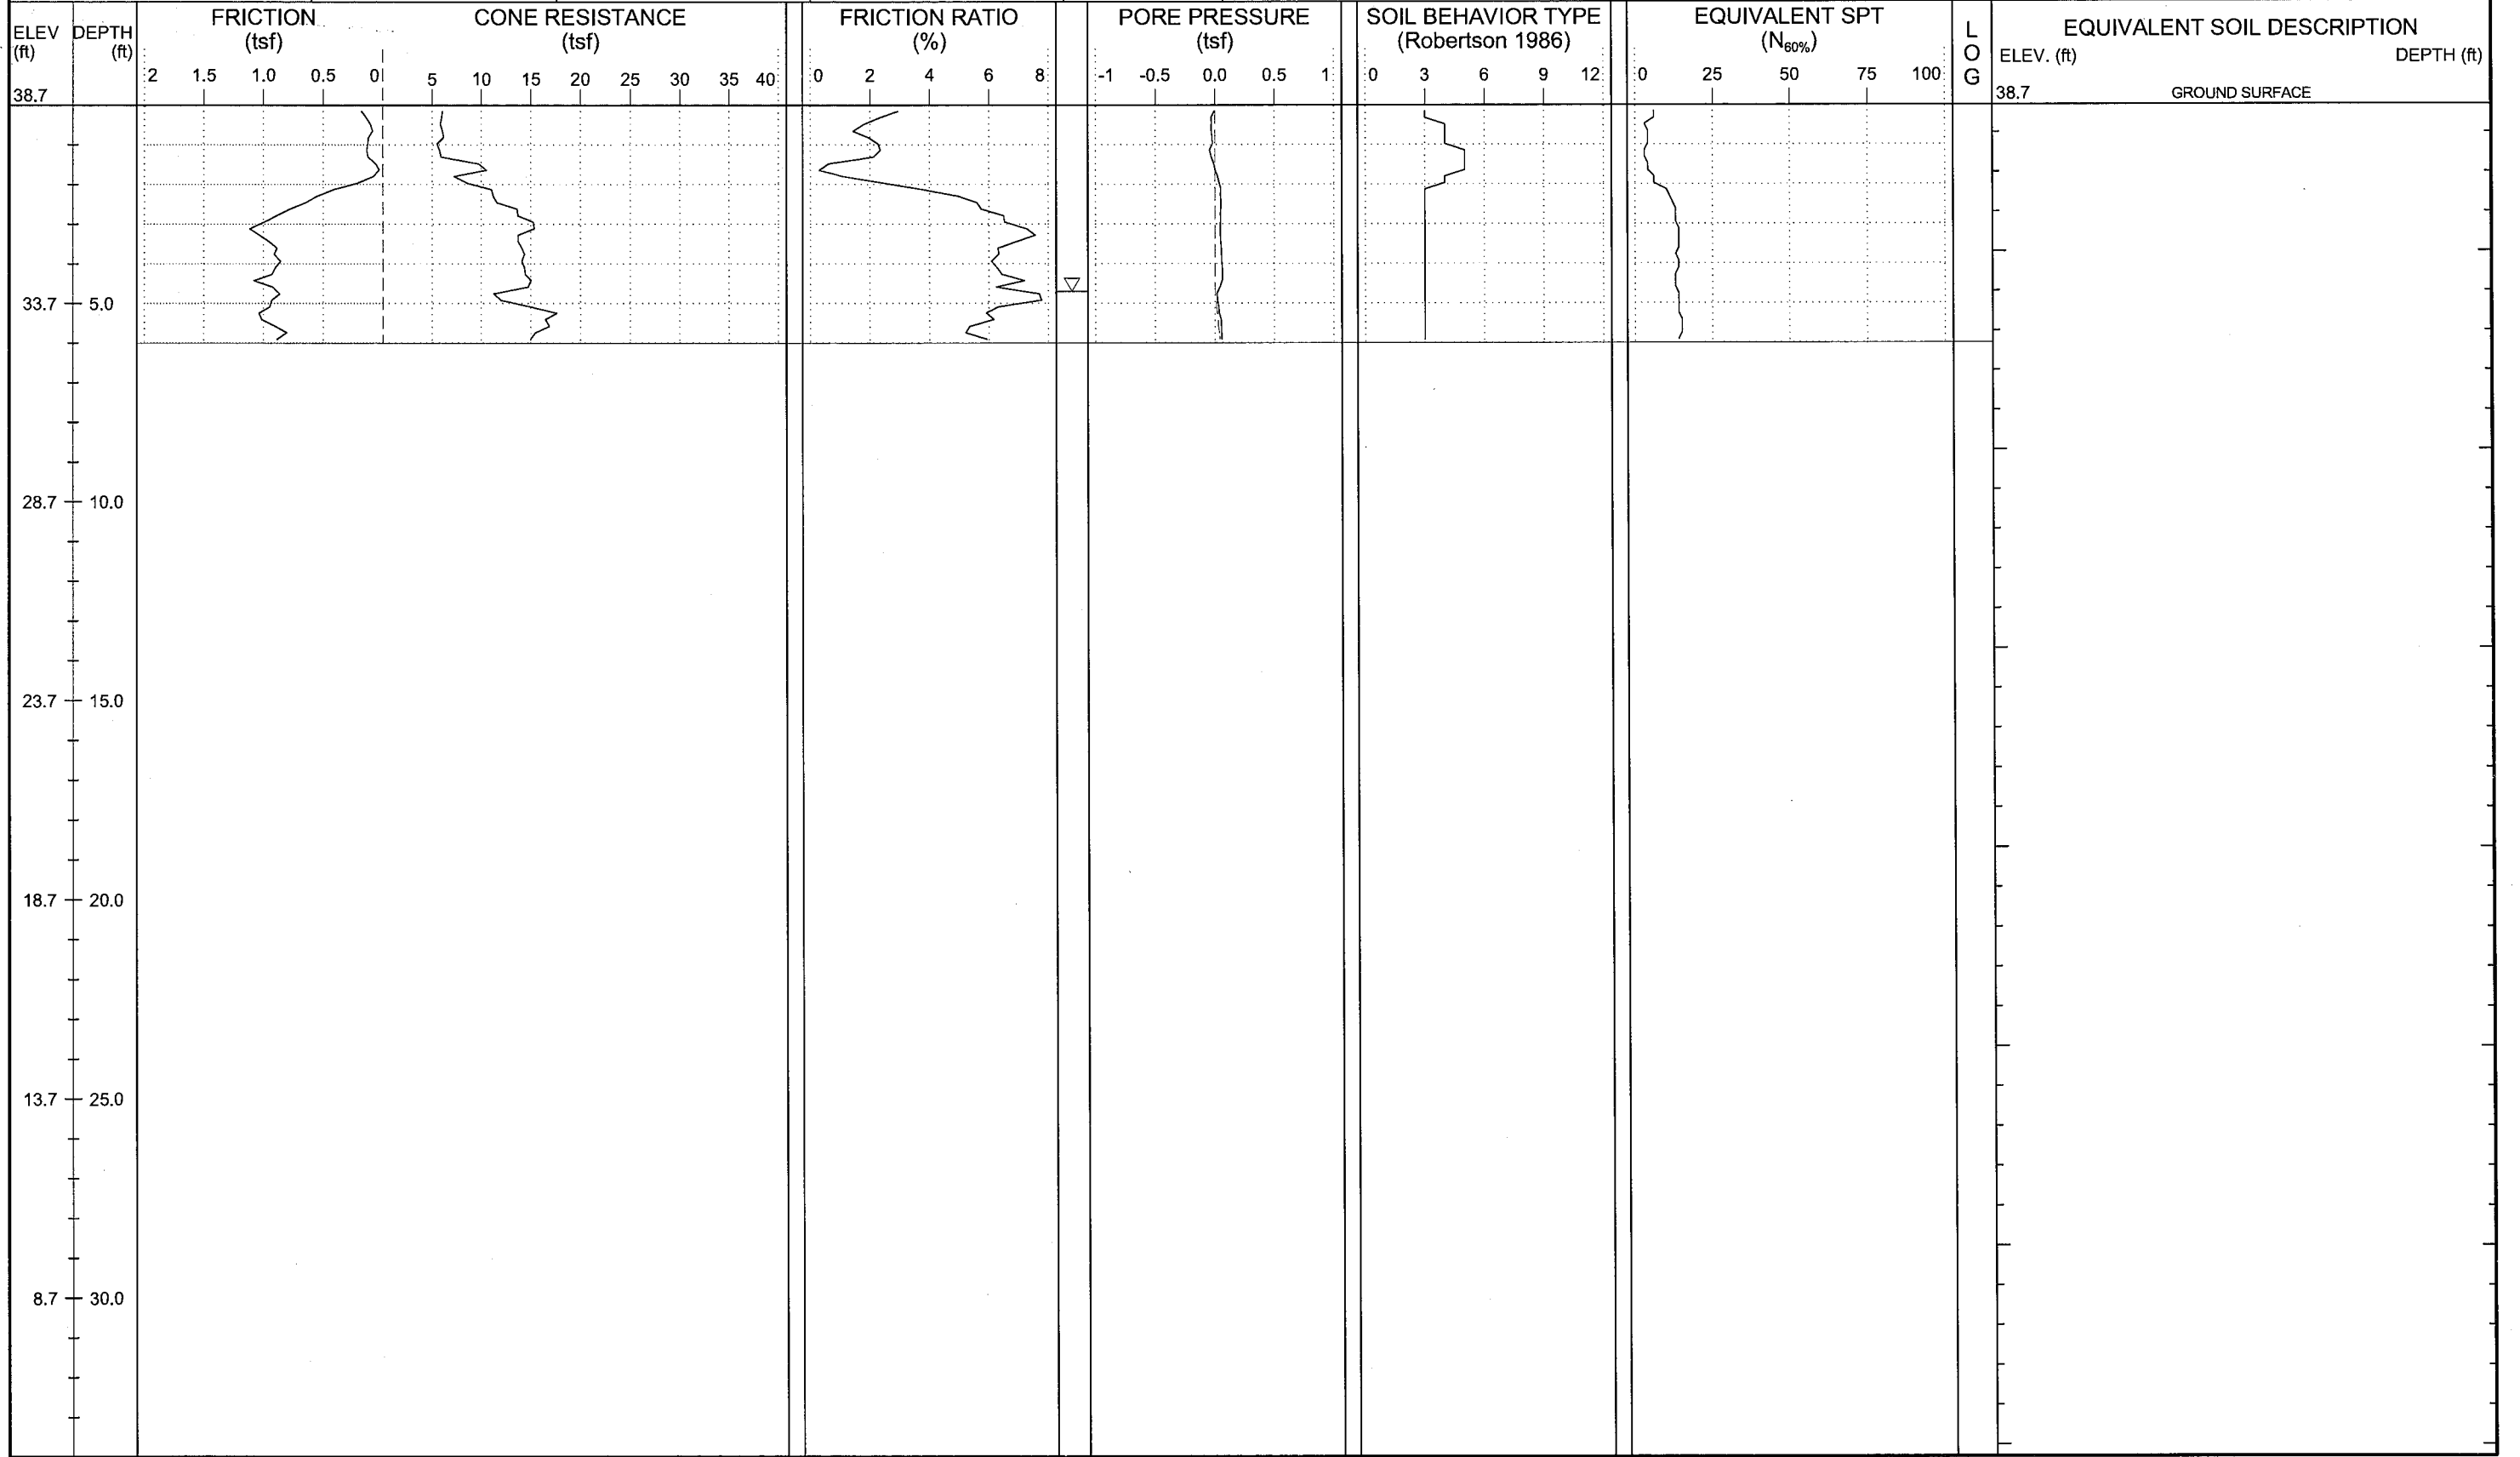 ELEV (ft)
DEPTH (ft)
FRICTION
(tsf)
CONE RESISTANCE
(tsf)
FRICTION RATIO
(%)
PORE PRESSURE
(tsf)
SOIL BEHAVIOR TYPE
(Robertson 1986)
EQUIVALENT SPT
(N60%)
LOG
EQUIVALENT SOIL DESCRIPTION
ELEV. (ft) DEPTH (ft)
2 1.5 1.0 0.5 0 5 10 15 20 25 30 35 40 0 2 4 6 8 -1 -0.5 0.0 0.5 1 0 3 6 9 12 0 25 50 75 100
38.7 38.7 GROUND SURFACE
33.7 5.0
28.7 10.0
23.7 15.0
18.7 20.0
13.7 25.0
8.7 30.0